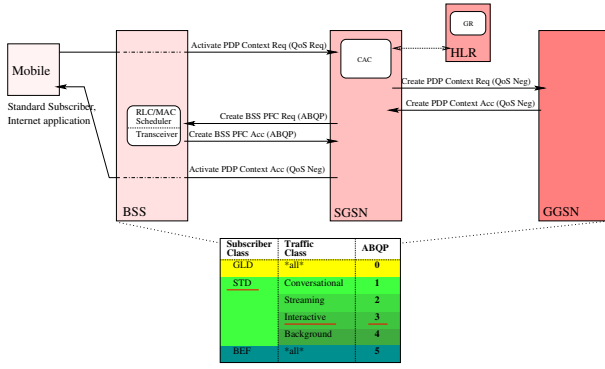 GR
HLR
Activate PDP Context Req (QoS Req)
CAC
Mobile
Create PDP Context Req (QoS Neg)
Standard Subscriber,
Internet application
Create PDP Context Acc (QoS Neg)
RLC/MAC
Scheduler
Transceiver
Create BSS PFC Req (ABQP)
Create BSS PFC Acc (ABQP)
Activate PDP Context Acc (QoS Neg)
BSS SGSN GGSN
Subscriber Class Traffic Class ABQP
GLD *all* 0
STD Conversational 1
Streaming 2
Interactive 3
Background 4
BEF *all* 5